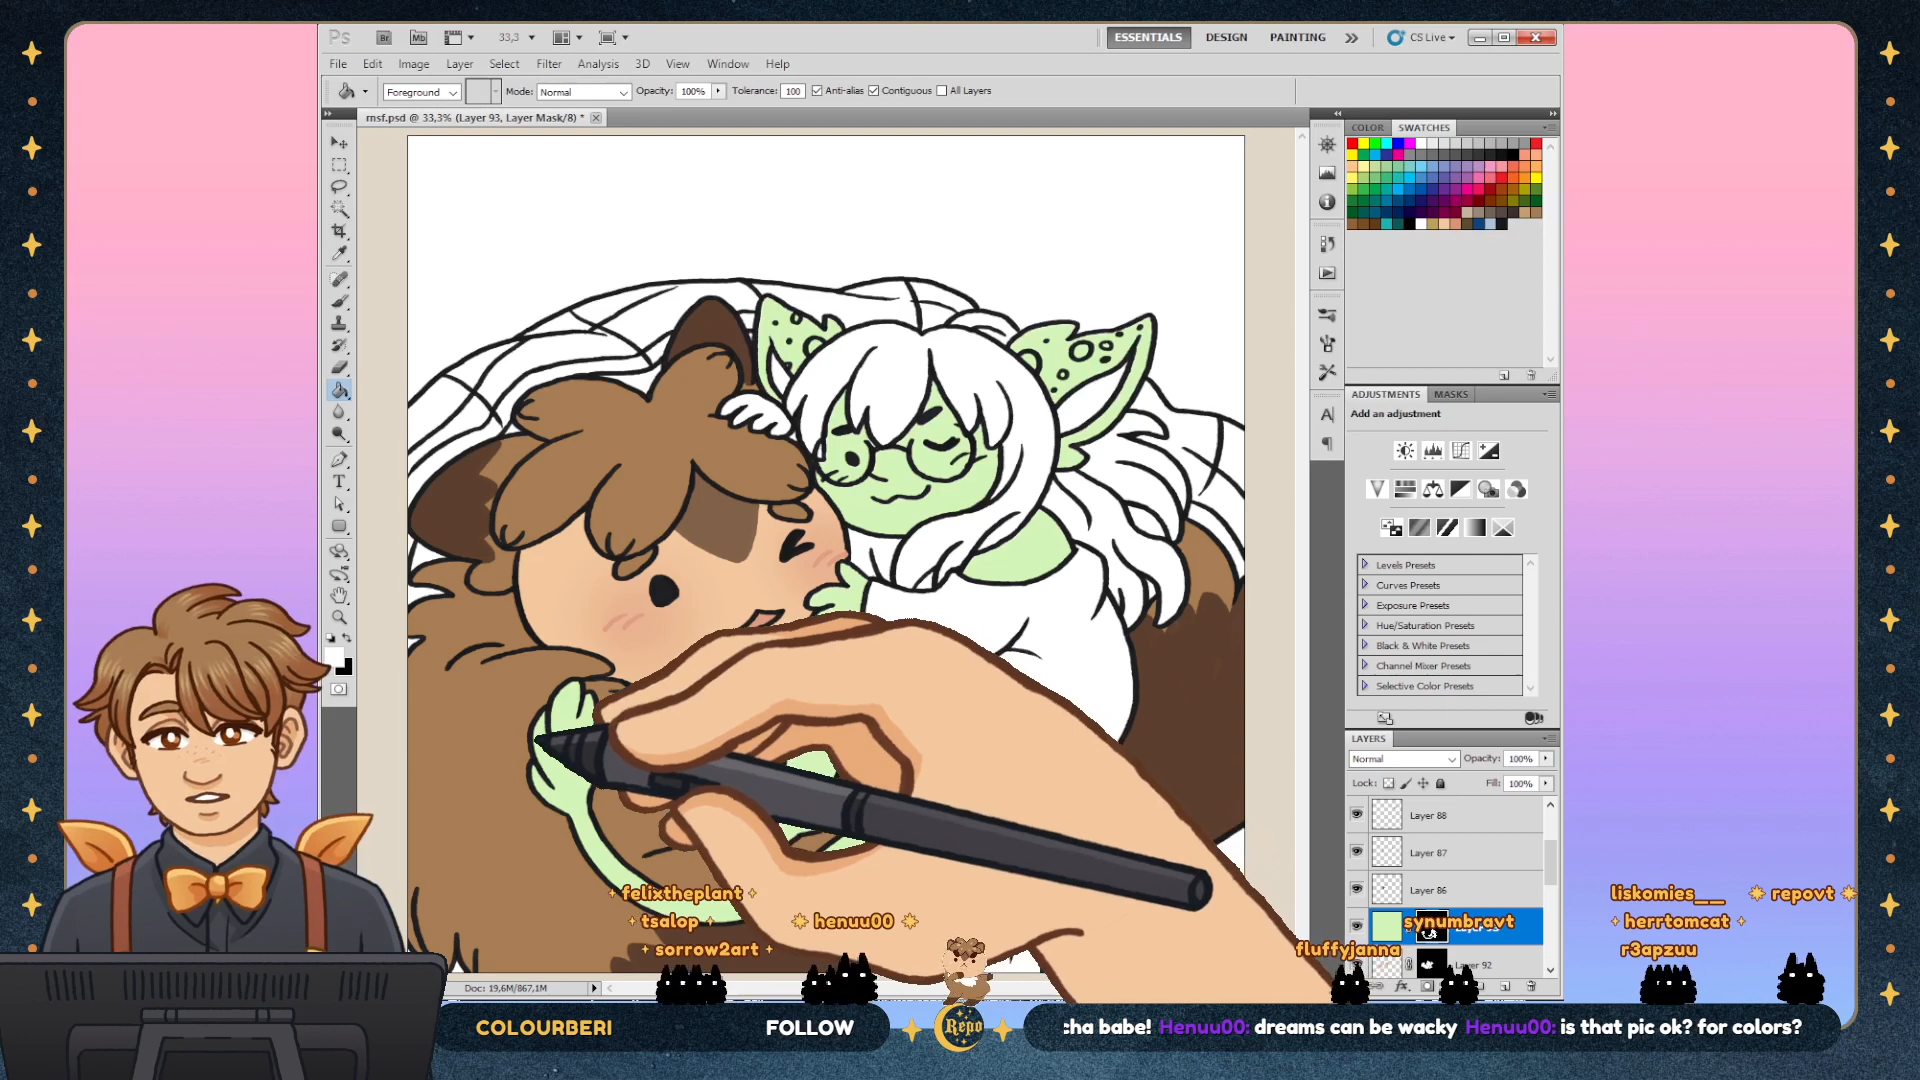 Ps Br Mb 33,3 ESSENTIALS DESIGN PAINTING CS Live
File Edit Image Layer Select Filter Analysis 3D View Window Help
Foreground Mode: Normal Opacity: 100% Tolerance: 100 Anti-alias Contiguous All Layers
rnsf.psd @ 33,3% (Layer 93, Layer Mask/8) *
COLOR SWATCHES
ADJUSTMENTS MASKS
Add an adjustment
Levels Presets
Curves Presets
Exposure Presets
Hue/Saturation Presets
Black & White Presets
Channel Mixer Presets
Selective Color Presets
LAYERS
Normal Opacity: 100%
Lock: Fill: 100%
Layer 88
Layer 87
Layer 86
Layer 92
felixtheplant
tsalop
sorrow2art
henuu00
synumbravt
fluffyjanna
liskomies__
repovt
herrtomcat
r3apzuu
Doc: 19,6M/867,1M
COLOURBERI FOLLOW
Repo
cha babe! Henuu00: dreams can be wacky Henuu00: is that pic ok? for colors?